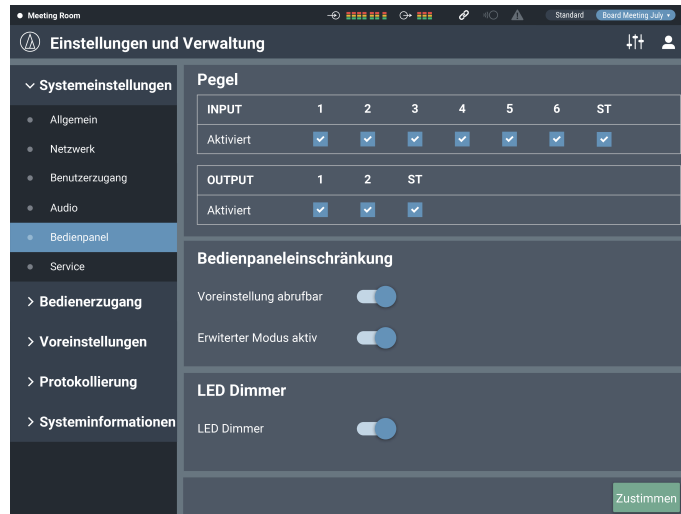 Meeting Room
Standard
Board Meeting July
Einstellungen und Verwaltung
Systemeinstellungen
Allgemein
Netzwerk
Benutzerzugang
Audio
Bedienpanel
Service
Bedienerzugang
Voreinstellungen
Protokollierung
Systeminformationen
Pegel
INPUT 1 2 3 4 5 6 ST
Aktiviert
OUTPUT 1 2 ST
Aktiviert
Bedienpaneleinschränkung
Voreinstellung abrufbar
Erwiterter Modus aktiv
LED Dimmer
LED Dimmer
Zustimmen